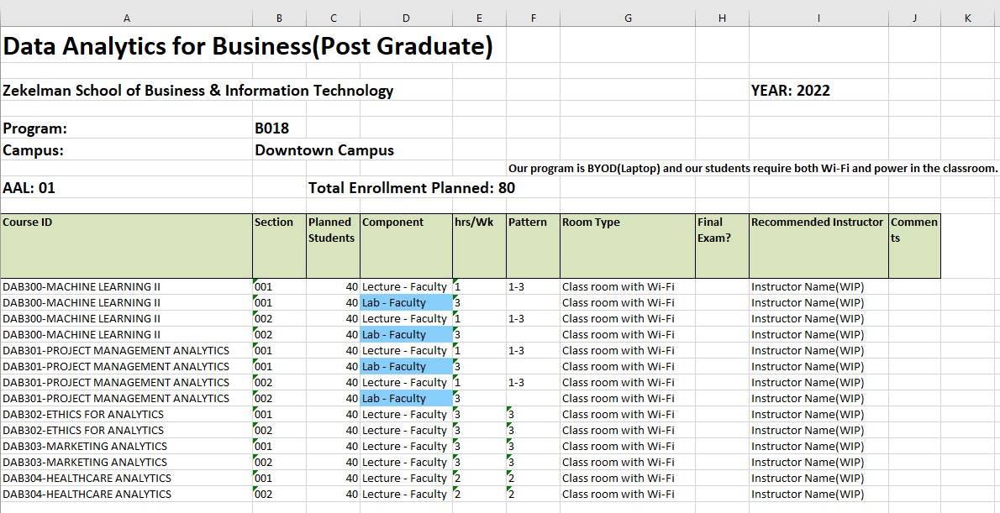 A B C D E F G H I J K
Data Analytics for Business(Post Graduate)
Zekelman School of Business & Information Technology YEAR: 2022
Program: B018
Campus: Downtown Campus
Our program is BYOD(Laptop) and our students require both Wi-Fi and power in the classroom.
AAL: 01 Total Enrollment Planned: 80
Course ID Section Planned Component hrs/Wk Pattern Room Type Final Recommended Instructor Commen
Students Exam? ts
DAB300-MACHINE LEARNING II 001 40 Lecture - Faculty 1 1-3 Class room with Wi-Fi Instructor Name(WIP)
DAB300-MACHINE LEARNING II 001 40 Lab - Faculty 3 Class room with Wi-Fi Instructor Name(WIP)
DAB300-MACHINE LEARNING II 002 40 Lecture - Faculty 1 1-3 Class room with Wi-Fi Instructor Name(WIP)
DAB300-MACHINE LEARNING II 002 40 Lab - Faculty 3 Class room with Wi-Fi Instructor Name(WIP)
DAB301-PROJECT MANAGEMENT ANALYTICS 001 40 Lecture - Faculty 1 1-3 Class room with Wi-Fi Instructor Name(WIP)
DAB301-PROJECT MANAGEMENT ANALYTICS 001 40 Lab - Faculty 3 Class room with Wi-Fi Instructor Name(WIP)
DAB301-PROJECT MANAGEMENT ANALYTICS 002 40 Lecture - Faculty 1 1-3 Class room with Wi-Fi Instructor Name(WIP)
DAB301-PROJECT MANAGEMENT ANALYTICS 002 40 Lab - Faculty 3 Class room with Wi-Fi Instructor Name(WIP)
DAB302-ETHICS FOR ANALYTICS 001 40 Lecture - Faculty 3 3 Class room with Wi-Fi Instructor Name(WIP)
DAB302-ETHICS FOR ANALYTICS 002 40 Lecture - Faculty 3 3 Class room with Wi-Fi Instructor Name(WIP)
DAB303-MARKETING ANALYTICS 001 40 Lecture - Faculty 3 3 Class room with Wi-Fi Instructor Name(WIP)
DAB303-MARKETING ANALYTICS 002 40 Lecture - Faculty 3 3 Class room with Wi-Fi Instructor Name(WIP)
DAB304-HEALTHCARE ANALYTICS 001 40 Lecture - Faculty 2 2 Class room with Wi-Fi Instructor Name(WIP)
DAB304-HEALTHCARE ANALYTICS 002 40 Lecture - Faculty 2 2 Class room with Wi-Fi Instructor Name(WIP)